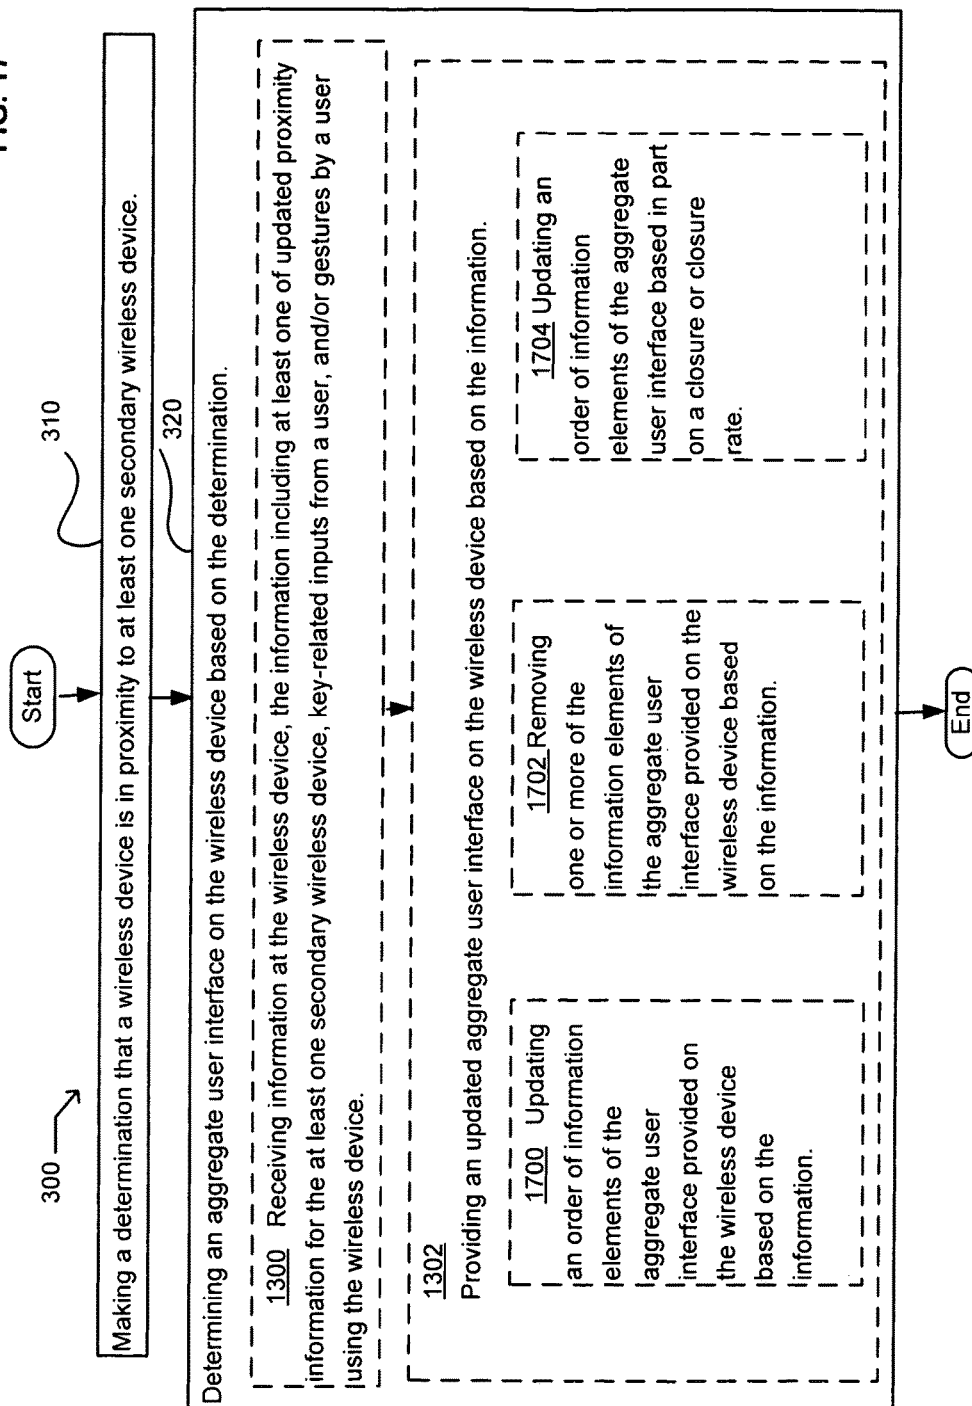 FIG. 17
300
Start
310
Making a determination that a wireless device is in proximity to at least one secondary wireless device.
320
Determining an aggregate user interface on the wireless device based on the determination.
1300 Receiving information at the wireless device, the information including at least one of updated proximity
information for the at least one secondary wireless device, key-related inputs from a user, and/or gestures by a user
using the wireless device.
1302
Providing an updated aggregate user interface on the wireless device based on the information.
1700 Updating
an order of information
elements of the
aggregate user
interface provided on
the wireless device
based on the
information.
1702 Removing
one or more of the
information elements of
the aggregate user
interface provided on the
wireless device based
on the information.
1704 Updating an
order of information
elements of the aggregate
user interface based in part
on a closure or closure
rate.
End